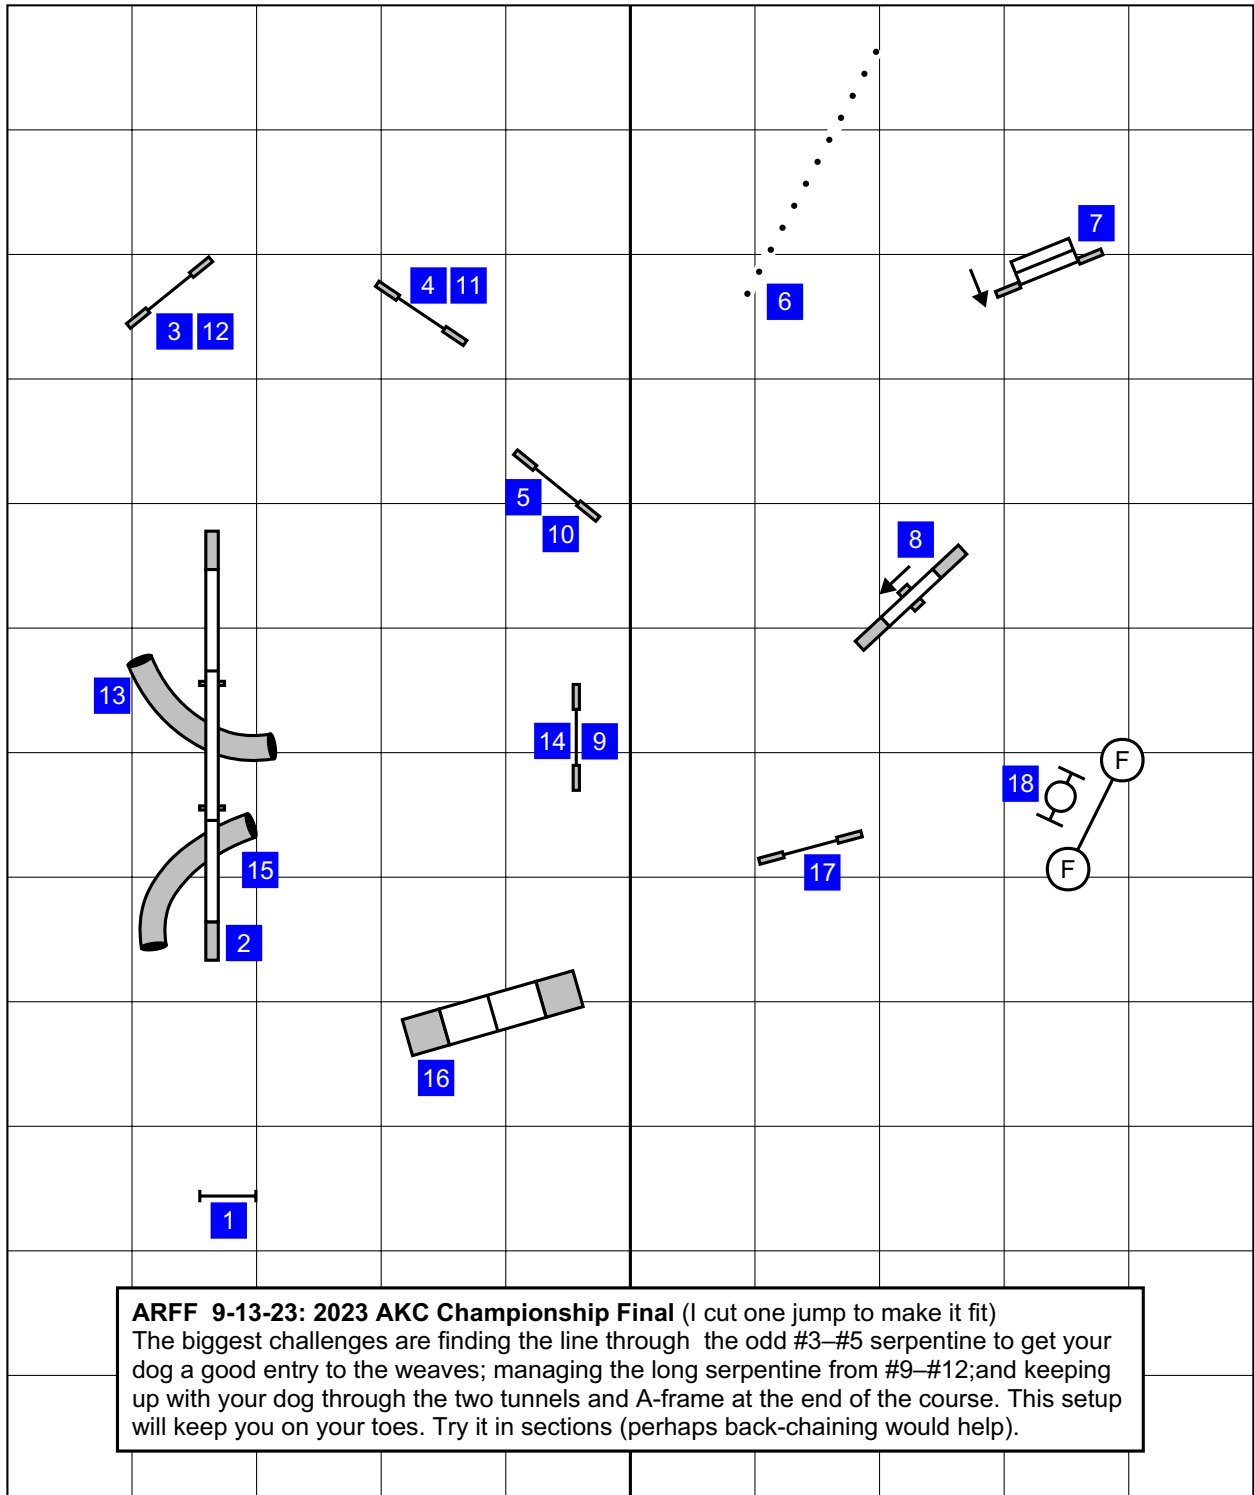 7
4 11
6
3 12
5
10
8
13
14 9
18
F
15
17
F
2
16
1
ARFF 9-13-23: 2023 AKC Championship Final (I cut one jump to make it fit)
The biggest challenges are finding the line through the odd #3–#5 serpentine to get your
dog a good entry to the weaves; managing the long serpentine from #9–#12;and keeping
up with your dog through the two tunnels and A-frame at the end of the course. This setup
will keep you on your toes. Try it in sections (perhaps back-chaining would help).